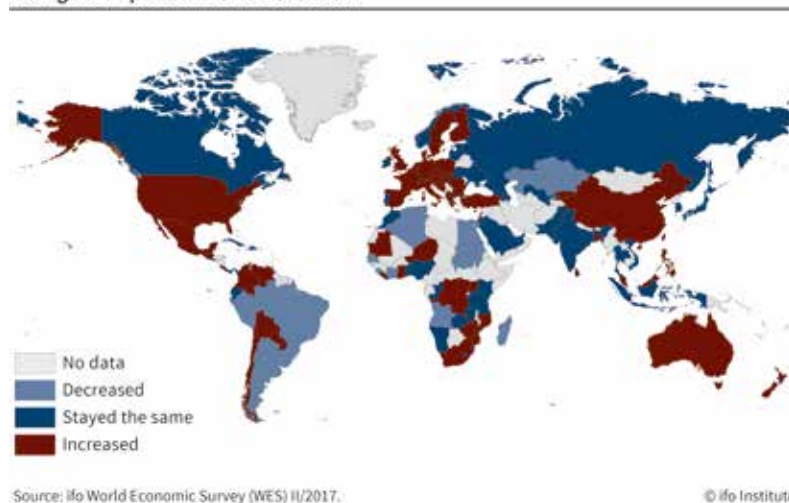 No data
Decreased
Stayed the same
Increased
Source: ifo World Economic Survey (WES) II/2017.
© ifo Institute